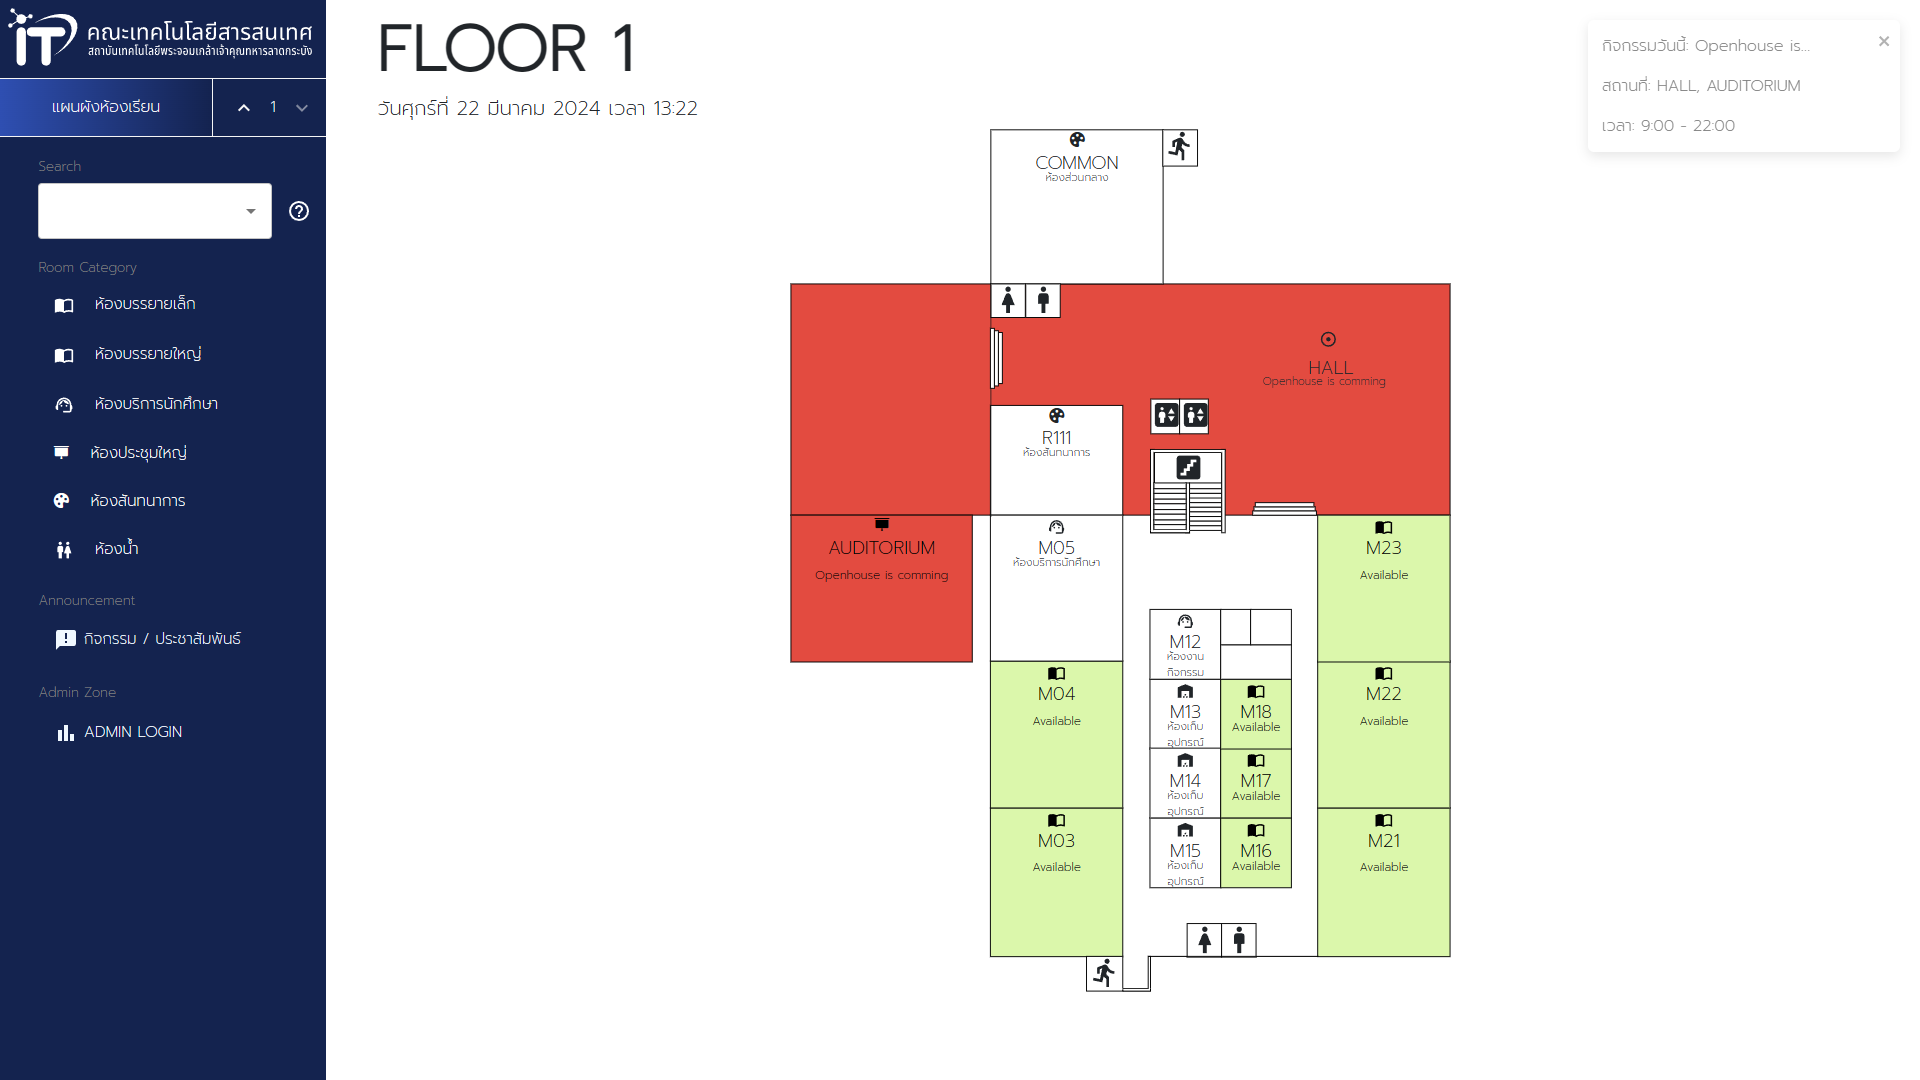 iT คณะเทคโนโลยีสารสนเทศ
สถาบันเทคโนโลยีพระจอมเกล้าเจ้าคุณทหารลาดกระบัง
แผนผังห้องเรียน 1
Search
Room Category
ห้องบรรยายเล็ก
ห้องบรรยายใหญ่
ห้องบริการนักศึกษา
ห้องประชุมใหญ่
ห้องสันทนาการ
ห้องน้ำ
Announcement
กิจกรรม / ประชาสัมพันธ์
Admin Zone
ADMIN LOGIN
FLOOR 1
วันศุกร์ที่ 22 มีนาคม 2024 เวลา 13:22
กิจกรรมวันนี้: Openhouse is...
×
สถานที่: HALL, AUDITORIUM
เวลา: 9:00 - 22:00
COMMON
ห้องส่วนกลาง
HALL
Openhouse is comming
R111
ห้องสันทนาการ
AUDITORIUM
Openhouse is comming
M05
ห้องบริการนักศึกษา
M23
Available
M12
ห้องงาน
กิจกรรม
M04
Available
M22
Available
M13
ห้องเก็บ
อุปกรณ์
M18
Available
M14
ห้องเก็บ
อุปกรณ์
M17
Available
M03
Available
M15
ห้องเก็บ
อุปกรณ์
M16
Available
M21
Available